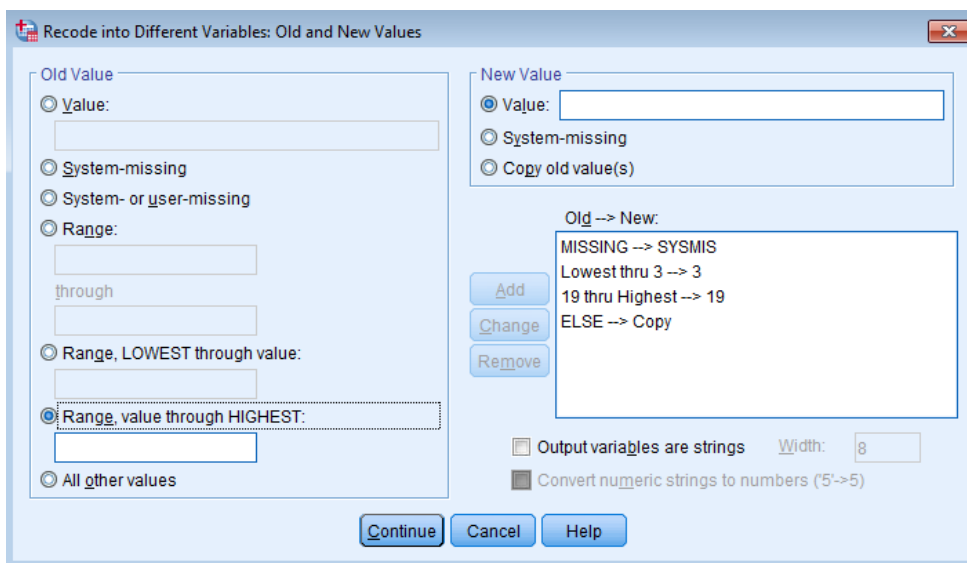 Recode into Different Variables: Old and New Values
Old Value
Value:
System-missing
System- or user-missing
Range:
through
Range, LOWEST through value:
Range, value through HIGHEST:
All other values
New Value
Value:
System-missing
Copy old value(s)
Old --> New:
MISSING --> SYSMIS
Lowest thru 3 --> 3
19 thru Highest --> 19
ELSE --> Copy
Add
Change
Remove
Output variables are strings Width: 8
Convert numeric strings to numbers ('5'->5)
Continue Cancel Help